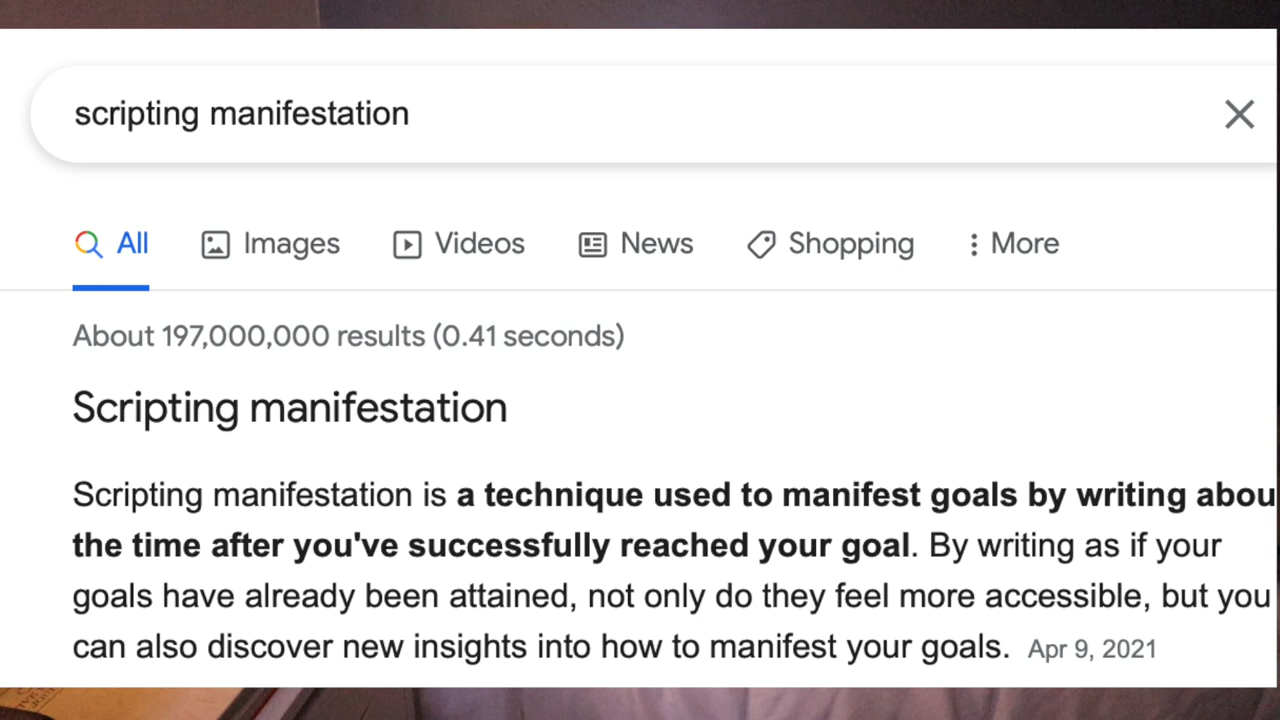 scripting manifestation
All Images Videos News Shopping More
About 197,000,000 results (0.41 seconds)
Scripting manifestation
Scripting manifestation is a technique used to manifest goals by writing abou
the time after you've successfully reached your goal. By writing as if your
goals have already been attained, not only do they feel more accessible, but you
can also discover new insights into how to manifest your goals. Apr 9, 2021